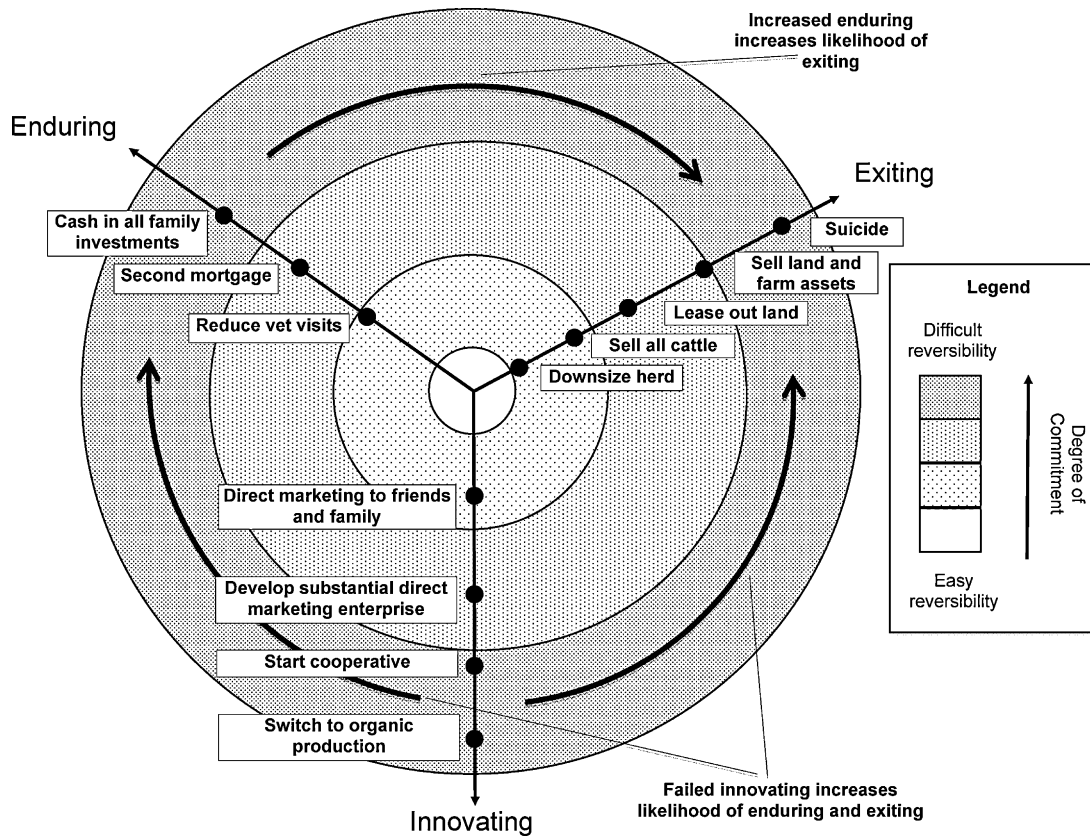 Increased enduring
increases likelihood of
exiting
Enduring
Exiting
Cash in all family
investments
Suicide
Second mortgage
Sell land and
farm assets
Reduce vet visits
Lease out land
Sell all cattle
Downsize herd
Legend
Difficult
reversibility
Degree of
Commitment
Easy
reversibility
Direct marketing to friends
and family
Develop substantial direct
marketing enterprise
Start cooperative
Switch to organic
production
Failed innovating increases
likelihood of enduring and exiting
Innovating